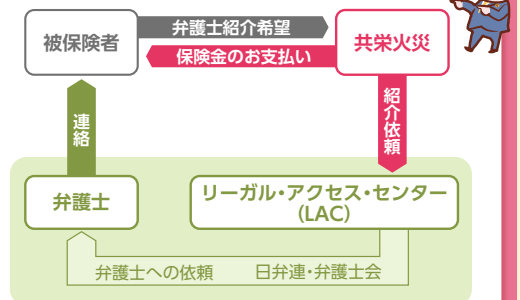 被保険者
弁護士紹介希望
保険金のお支払い
共栄火災
連絡
紹介依頼
弁護士
リーガル・アクセス・センター
(LAC)
弁護士への依頼
日弁連・弁護士会